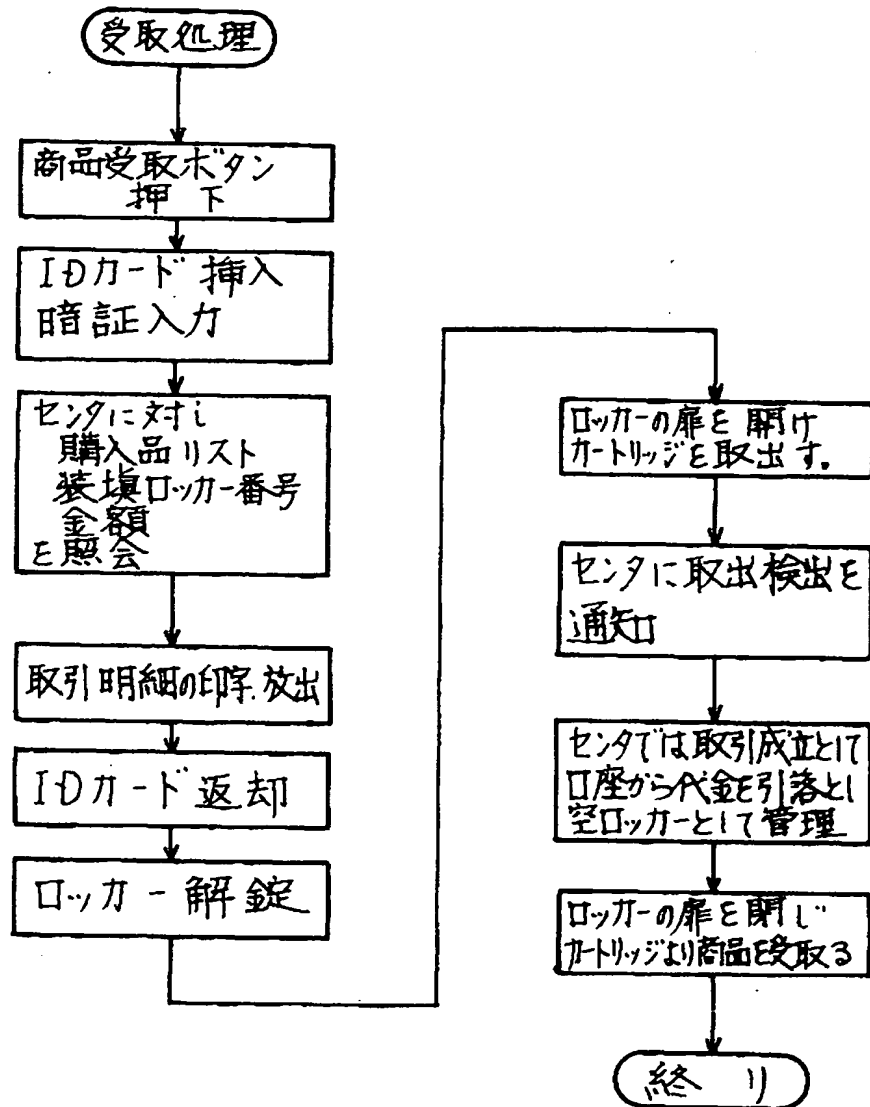 受取処理
商品受取ボタン
押下
IDカード挿入
暗証入力
センタに対し
購入品リスト
装填ロッカー番号
金額
を照会
取引明細の印字.放出
IDカード返却
ロッカー解錠
ロッカーの扉を開け
カートリッジを取出す.
センタに取出検出を
通知
センタでは取引成立として
口座から代金を引落とし
空ロッカーとして管理
ロッカーの扉を閉じ
カートリッジより商品を受取る
終り